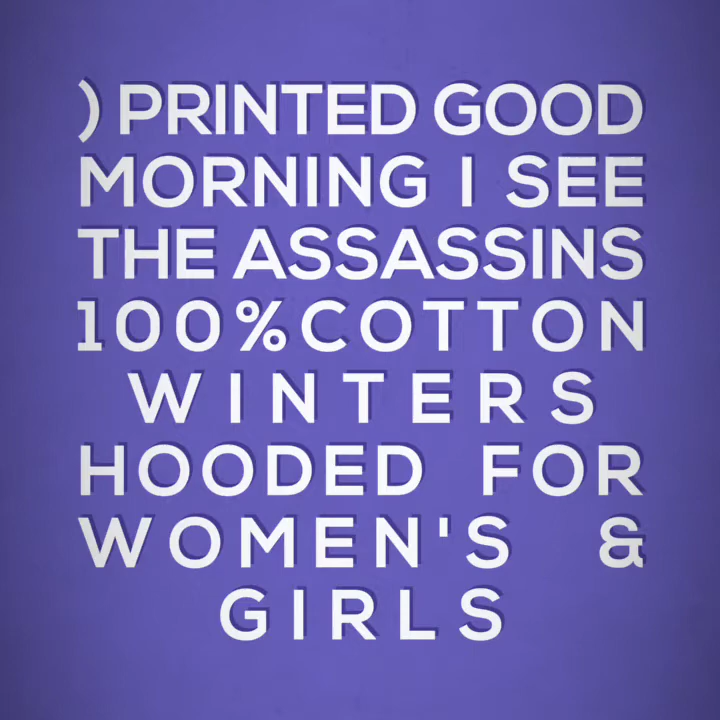 ) PRINTED GOOD
MORNING I SEE
THE ASSASSINS
100%COTTON
WINTERS
HOODED FOR
WOMEN'S &
GIRLS